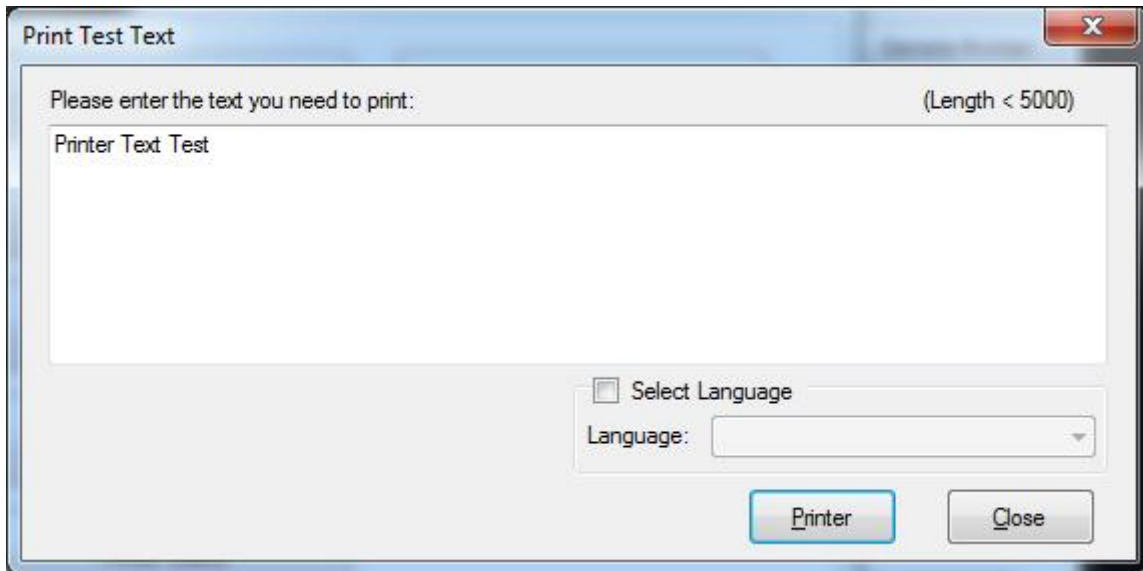 Print Test Text
Please enter the text you need to print: (Length < 5000)
Printer Text Test
Select Language
Language:
Printer Close